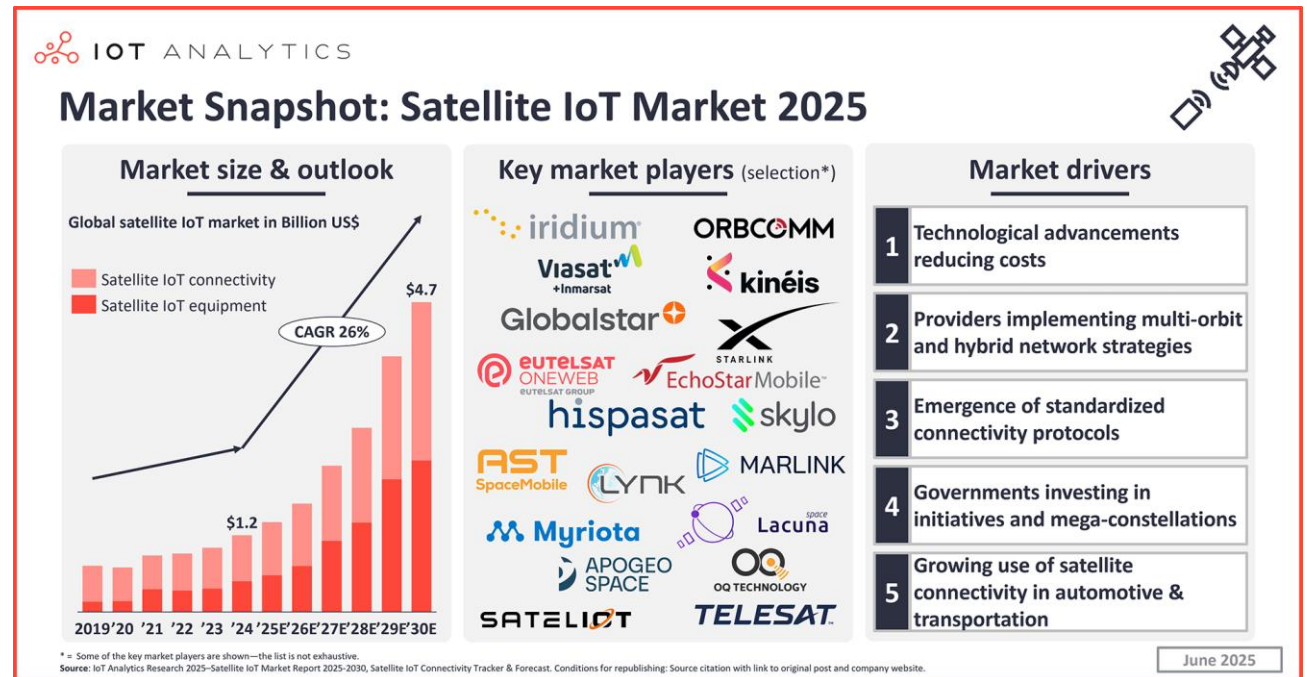 IOT ANALYTICS
Market Snapshot: Satellite IoT Market 2025
Market size & outlook
Global satellite IoT market in Billion US$
Satellite IoT connectivity
Satellite IoT equipment
CAGR 26%
$4.7
$1.2
2019 '20 '21 '22 '23 '24 '25E '26E '27E '28E '29E '30E
Key market players (selection*)
iridium
ORBCOMM
Viasat
+Inmarsat
kinéis
Globalstar
STARLINK
EUTELSAT
ONEWEB
EUTELSAT GROUP
EchoStar Mobile
hispasat
skylo
AST
SpaceMobile
LYNK
MARLINK
Myriota
space
Lacuna
APOGEO
SPACE
OQ
OQ TECHNOLOGY
SATELIOT
TELESAT
Market drivers
1 Technological advancements
reducing costs
2 Providers implementing multi-orbit
and hybrid network strategies
3 Emergence of standardized
connectivity protocols
4 Governments investing in
initiatives and mega-constellations
5 Growing use of satellite
connectivity in automotive &
transportation
* = Some of the key market players are shown—the list is not exhaustive.
Source: IoT Analytics Research 2025–Satellite IoT Market Report 2025-2030, Satellite IoT Connectivity Tracker & Forecast. Conditions for republishing: Source citation with link to original post and company website.
June 2025